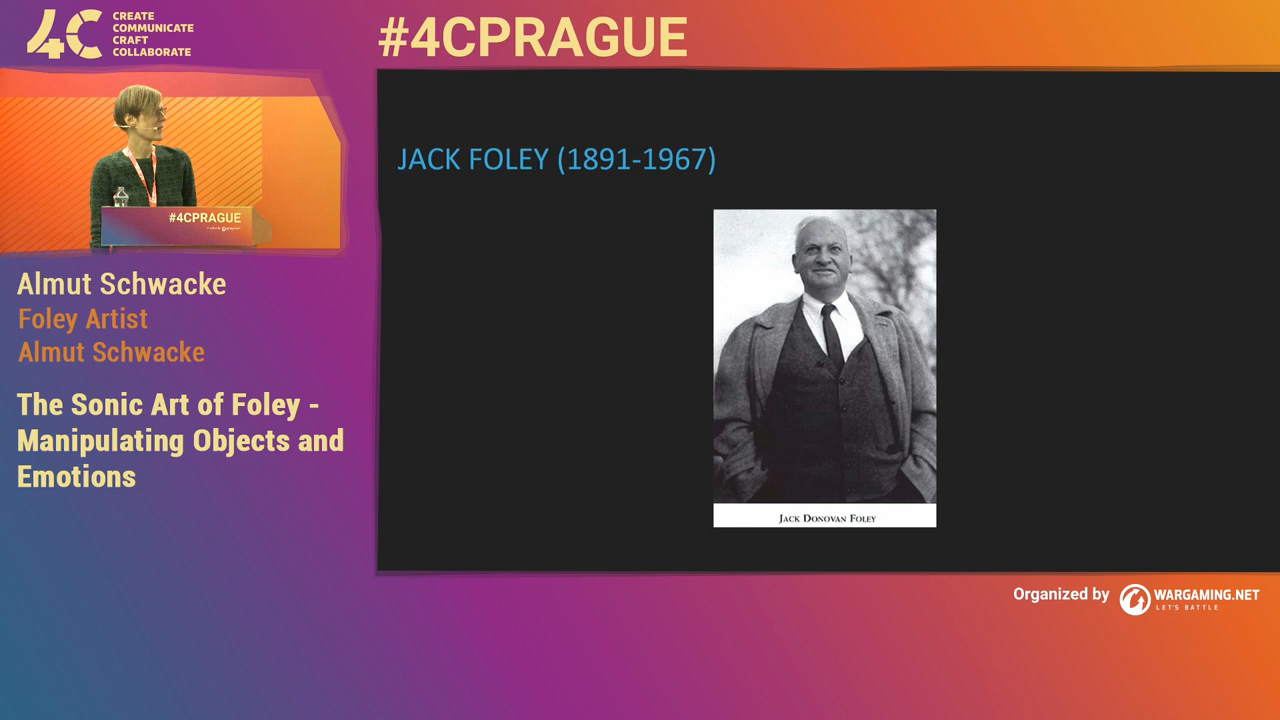 4C
CREATE
COMMUNICATE
CRAFT
COLLABORATE
#4CPRAGUE
#4CPRAGUE
Almut Schwacke
Foley Artist
Almut Schwacke
The Sonic Art of Foley -
Manipulating Objects and
Emotions
JACK FOLEY (1891-1967)
JACK DONOVAN FOLEY
Organized by
WARGAMING.NET
LET'S BATTLE